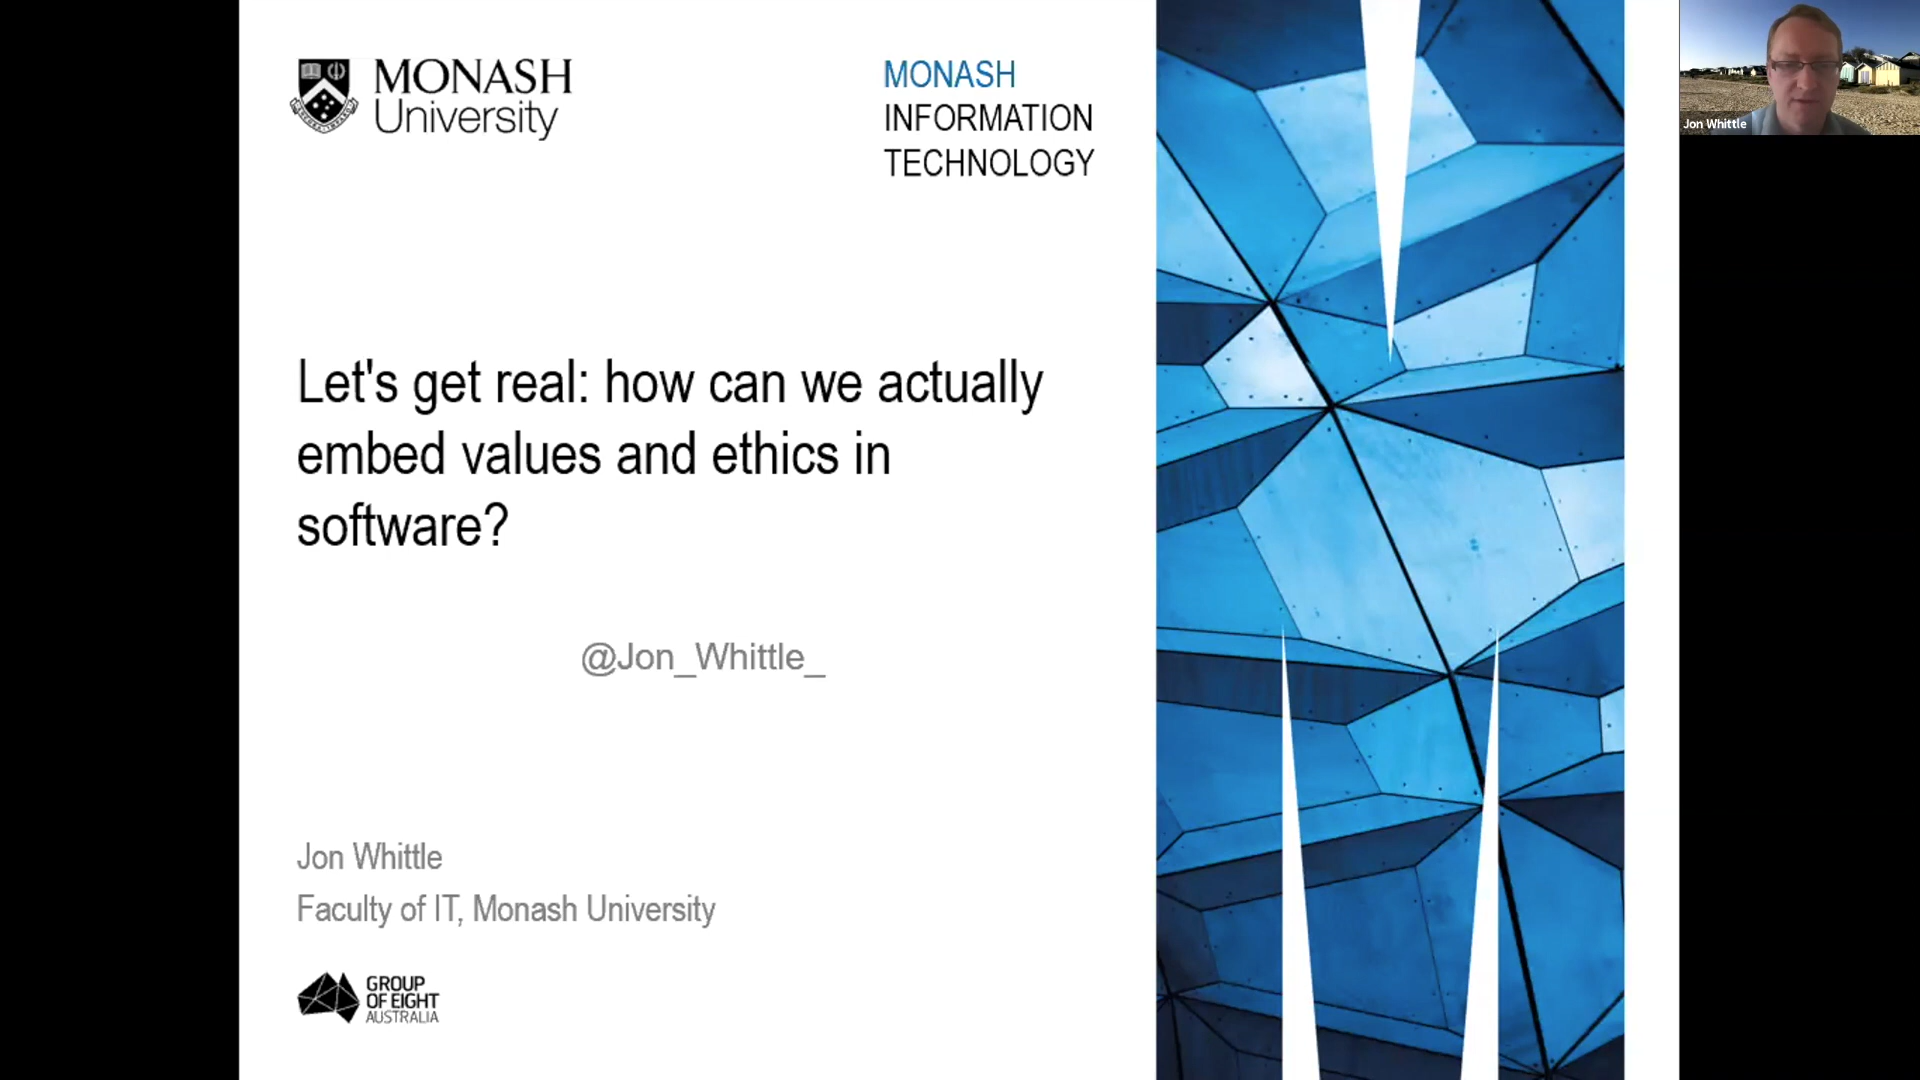 MONASH
University
MONASH
INFORMATION
TECHNOLOGY
Let's get real: how can we actually
embed values and ethics in
software?
@Jon_Whittle_
Jon Whittle
Faculty of IT, Monash University
GROUP
OF EIGHT
AUSTRALIA
Jon Whittle